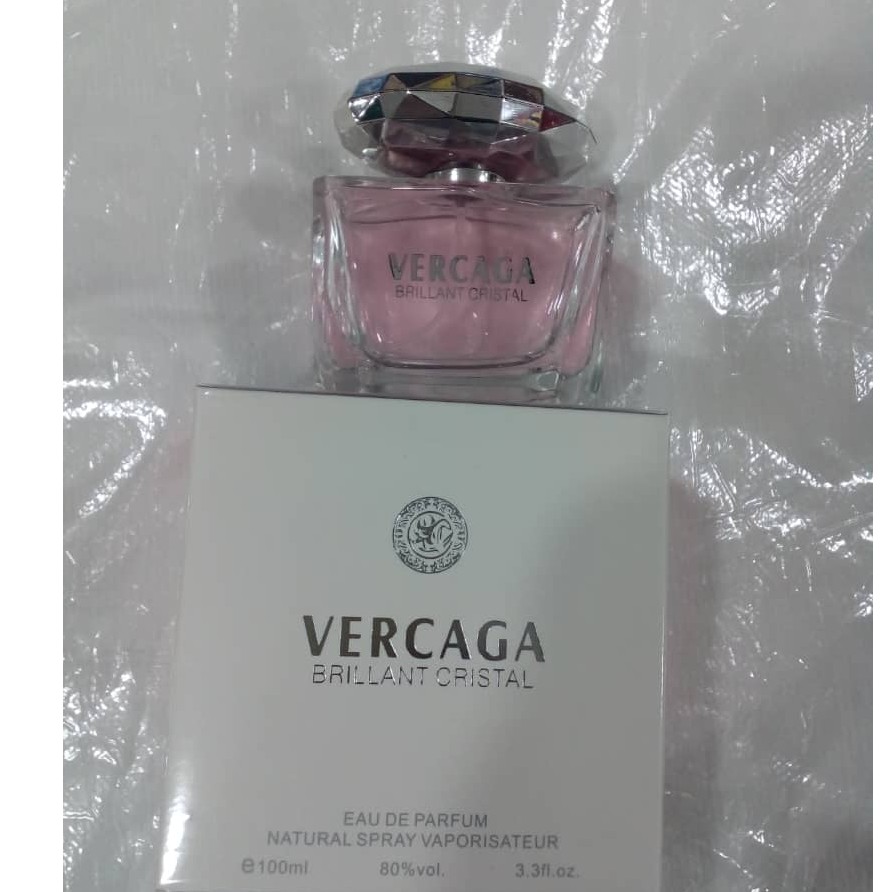 VERCAGA
BRILLANT CRISTAL
VERCAGA
BRILLANT CRISTAL
EAU DE PARFUM
NATURAL SPRAY VAPORISATEUR
℮100ml 80%vol. 3.3fl.oz.